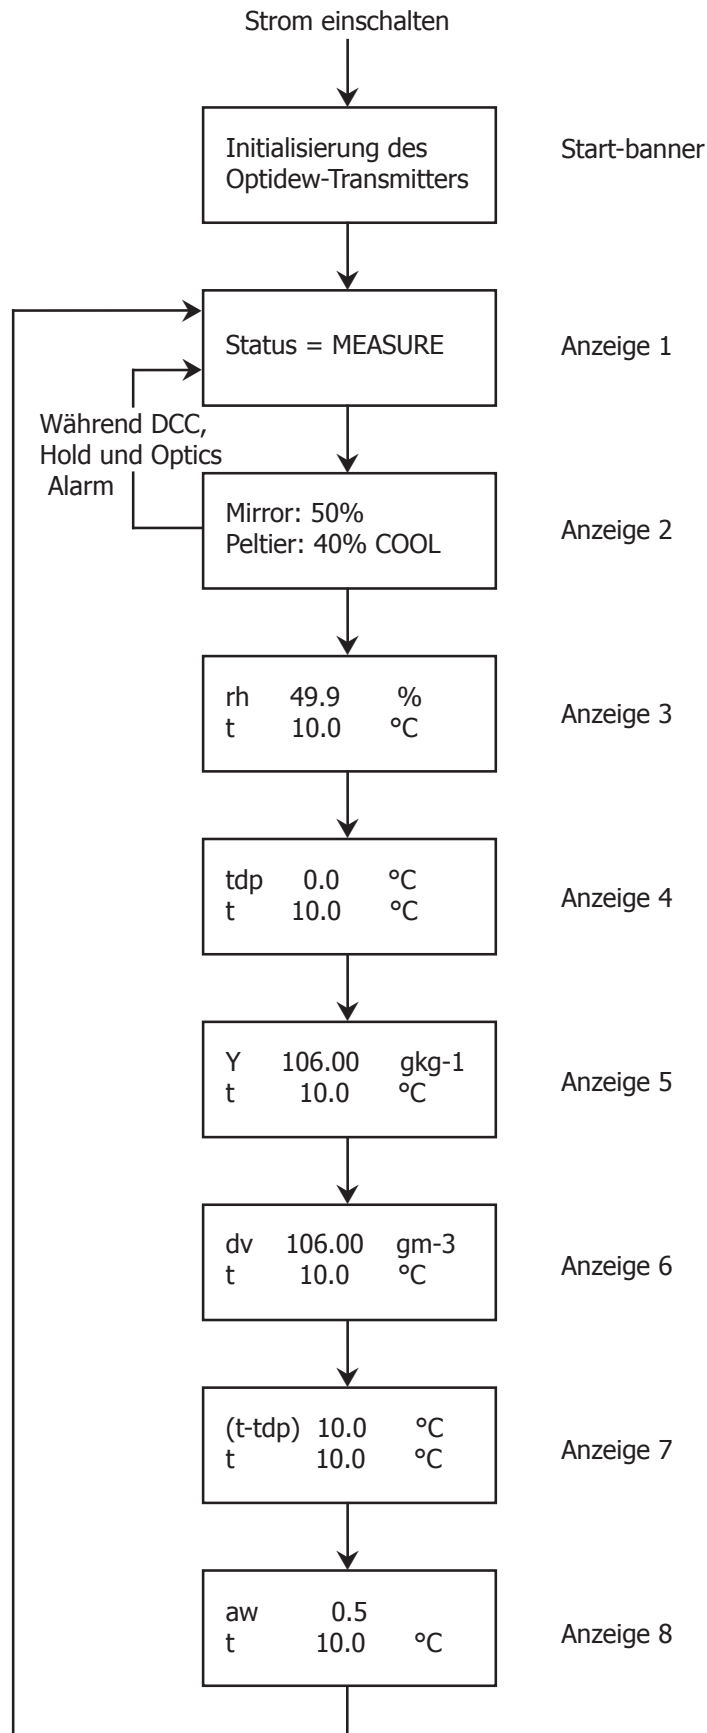 Strom einschalten
Initialisierung des
Optidew-Transmitters
Start-banner
Status = MEASURE
Anzeige 1
Während DCC,
Hold und Optics
Alarm
Mirror: 50%
Peltier: 40% COOL
Anzeige 2
rh 49.9 %
t 10.0 °C
Anzeige 3
tdp 0.0 °C
t 10.0 °C
Anzeige 4
Y 106.00 gkg-1
t 10.0 °C
Anzeige 5
dv 106.00 gm-3
t 10.0 °C
Anzeige 6
(t-tdp) 10.0 °C
t 10.0 °C
Anzeige 7
aw 0.5
t 10.0 °C
Anzeige 8